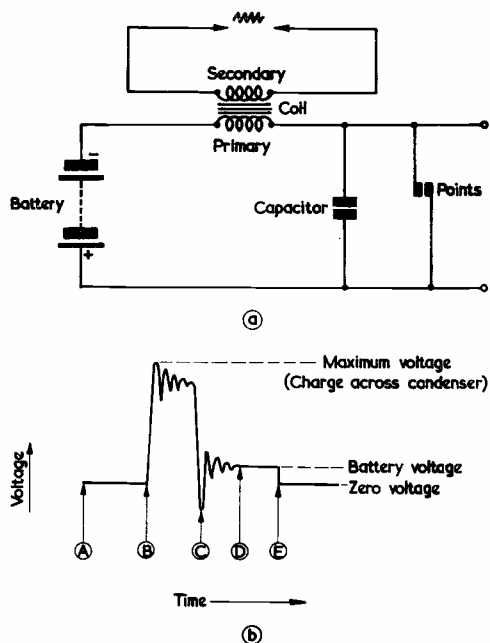 Secondary
Coil
Primary
-
Battery
+
Capacitor
Points
a
Maximum voltage
(Charge across condenser)
Battery voltage
Zero voltage
Voltage
A
B
C
D
E
Time
b